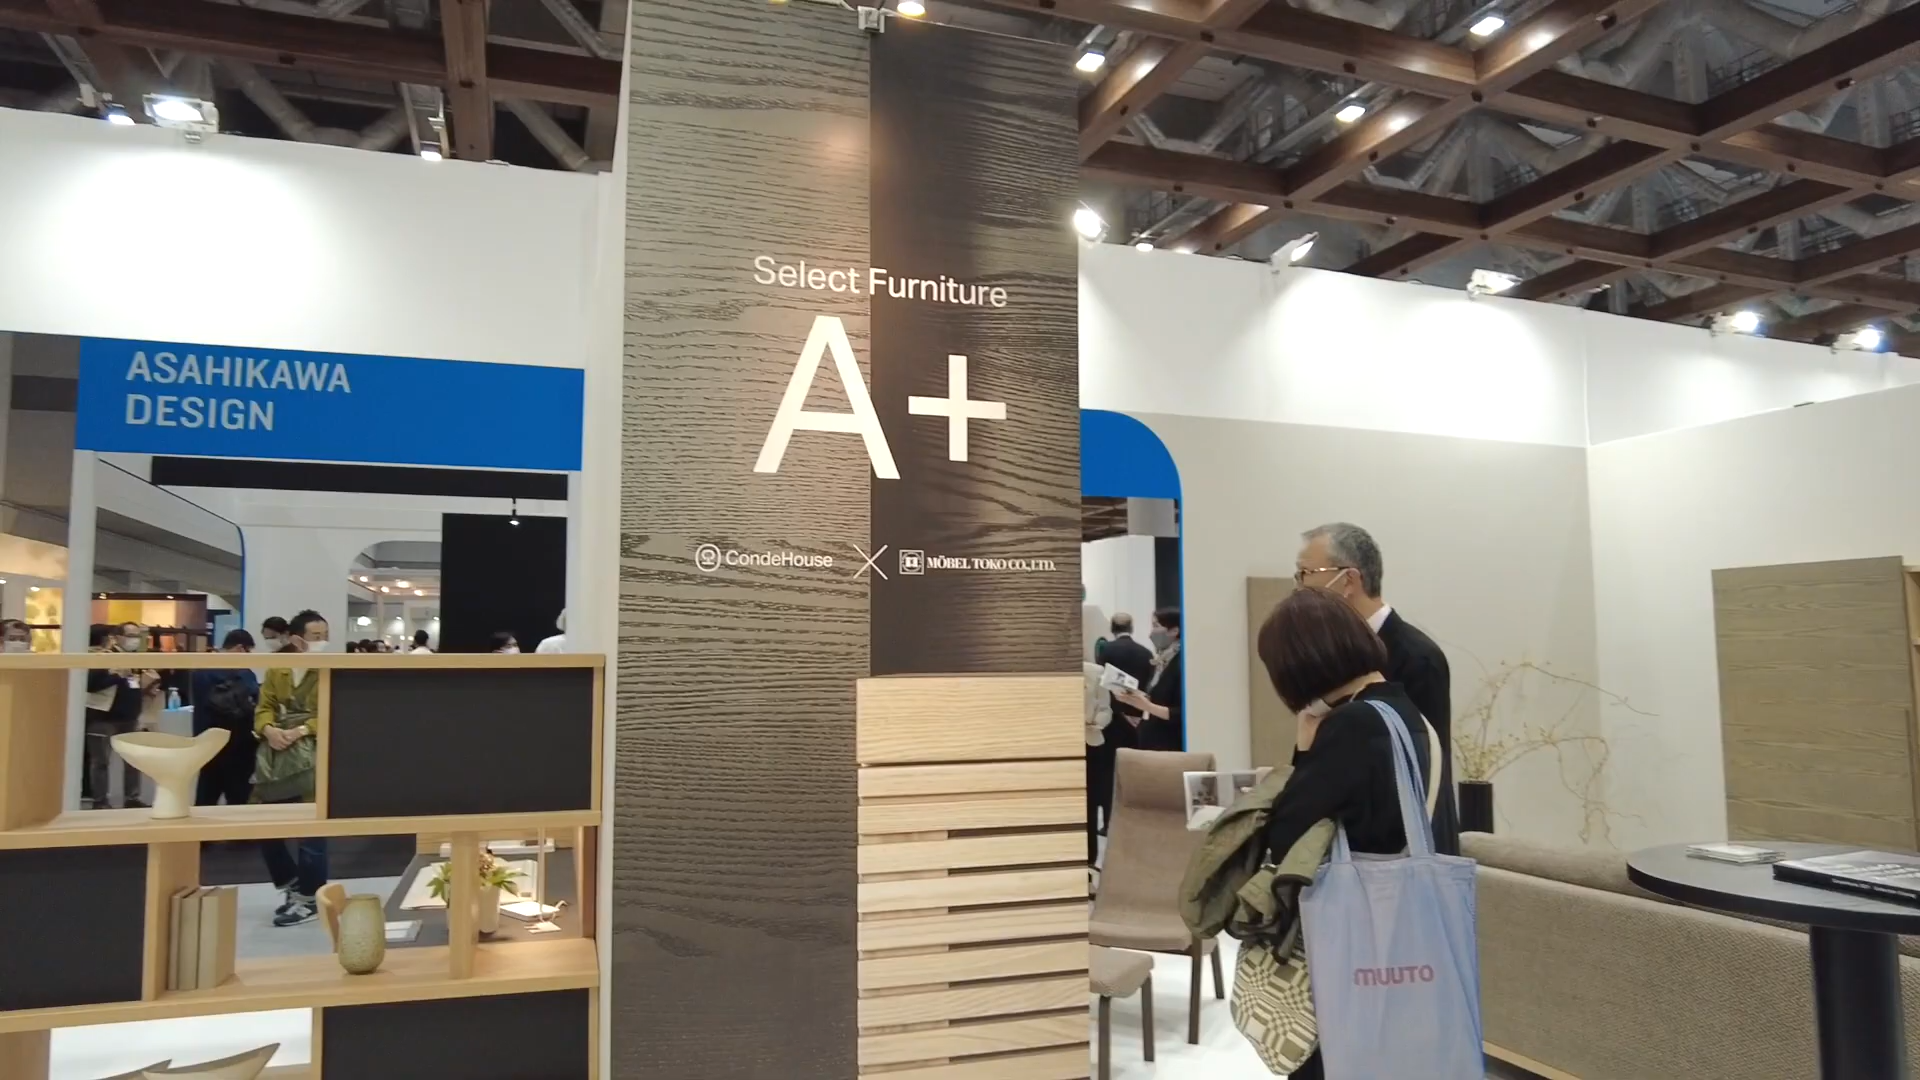 ASAHIKAWA
DESIGN
Select Furniture
A+
CondeHouse
MÖBEL TOKO CO., LTD.
muuto